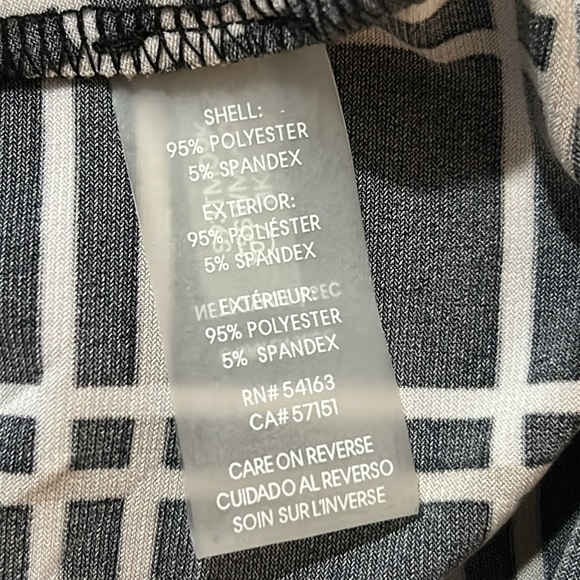 SHELL:
95% POLYESTER
5% SPANDEX
EXTERIOR:
95% POLIÉSTER
5% SPANDEX
EXTÉRIEUR:
95% POLYESTER
5% SPANDEX
RN# 54163
CA# 57151
CARE ON REVERSE
CUIDADO AL REVERSO
SOIN SUR L'INVERSE